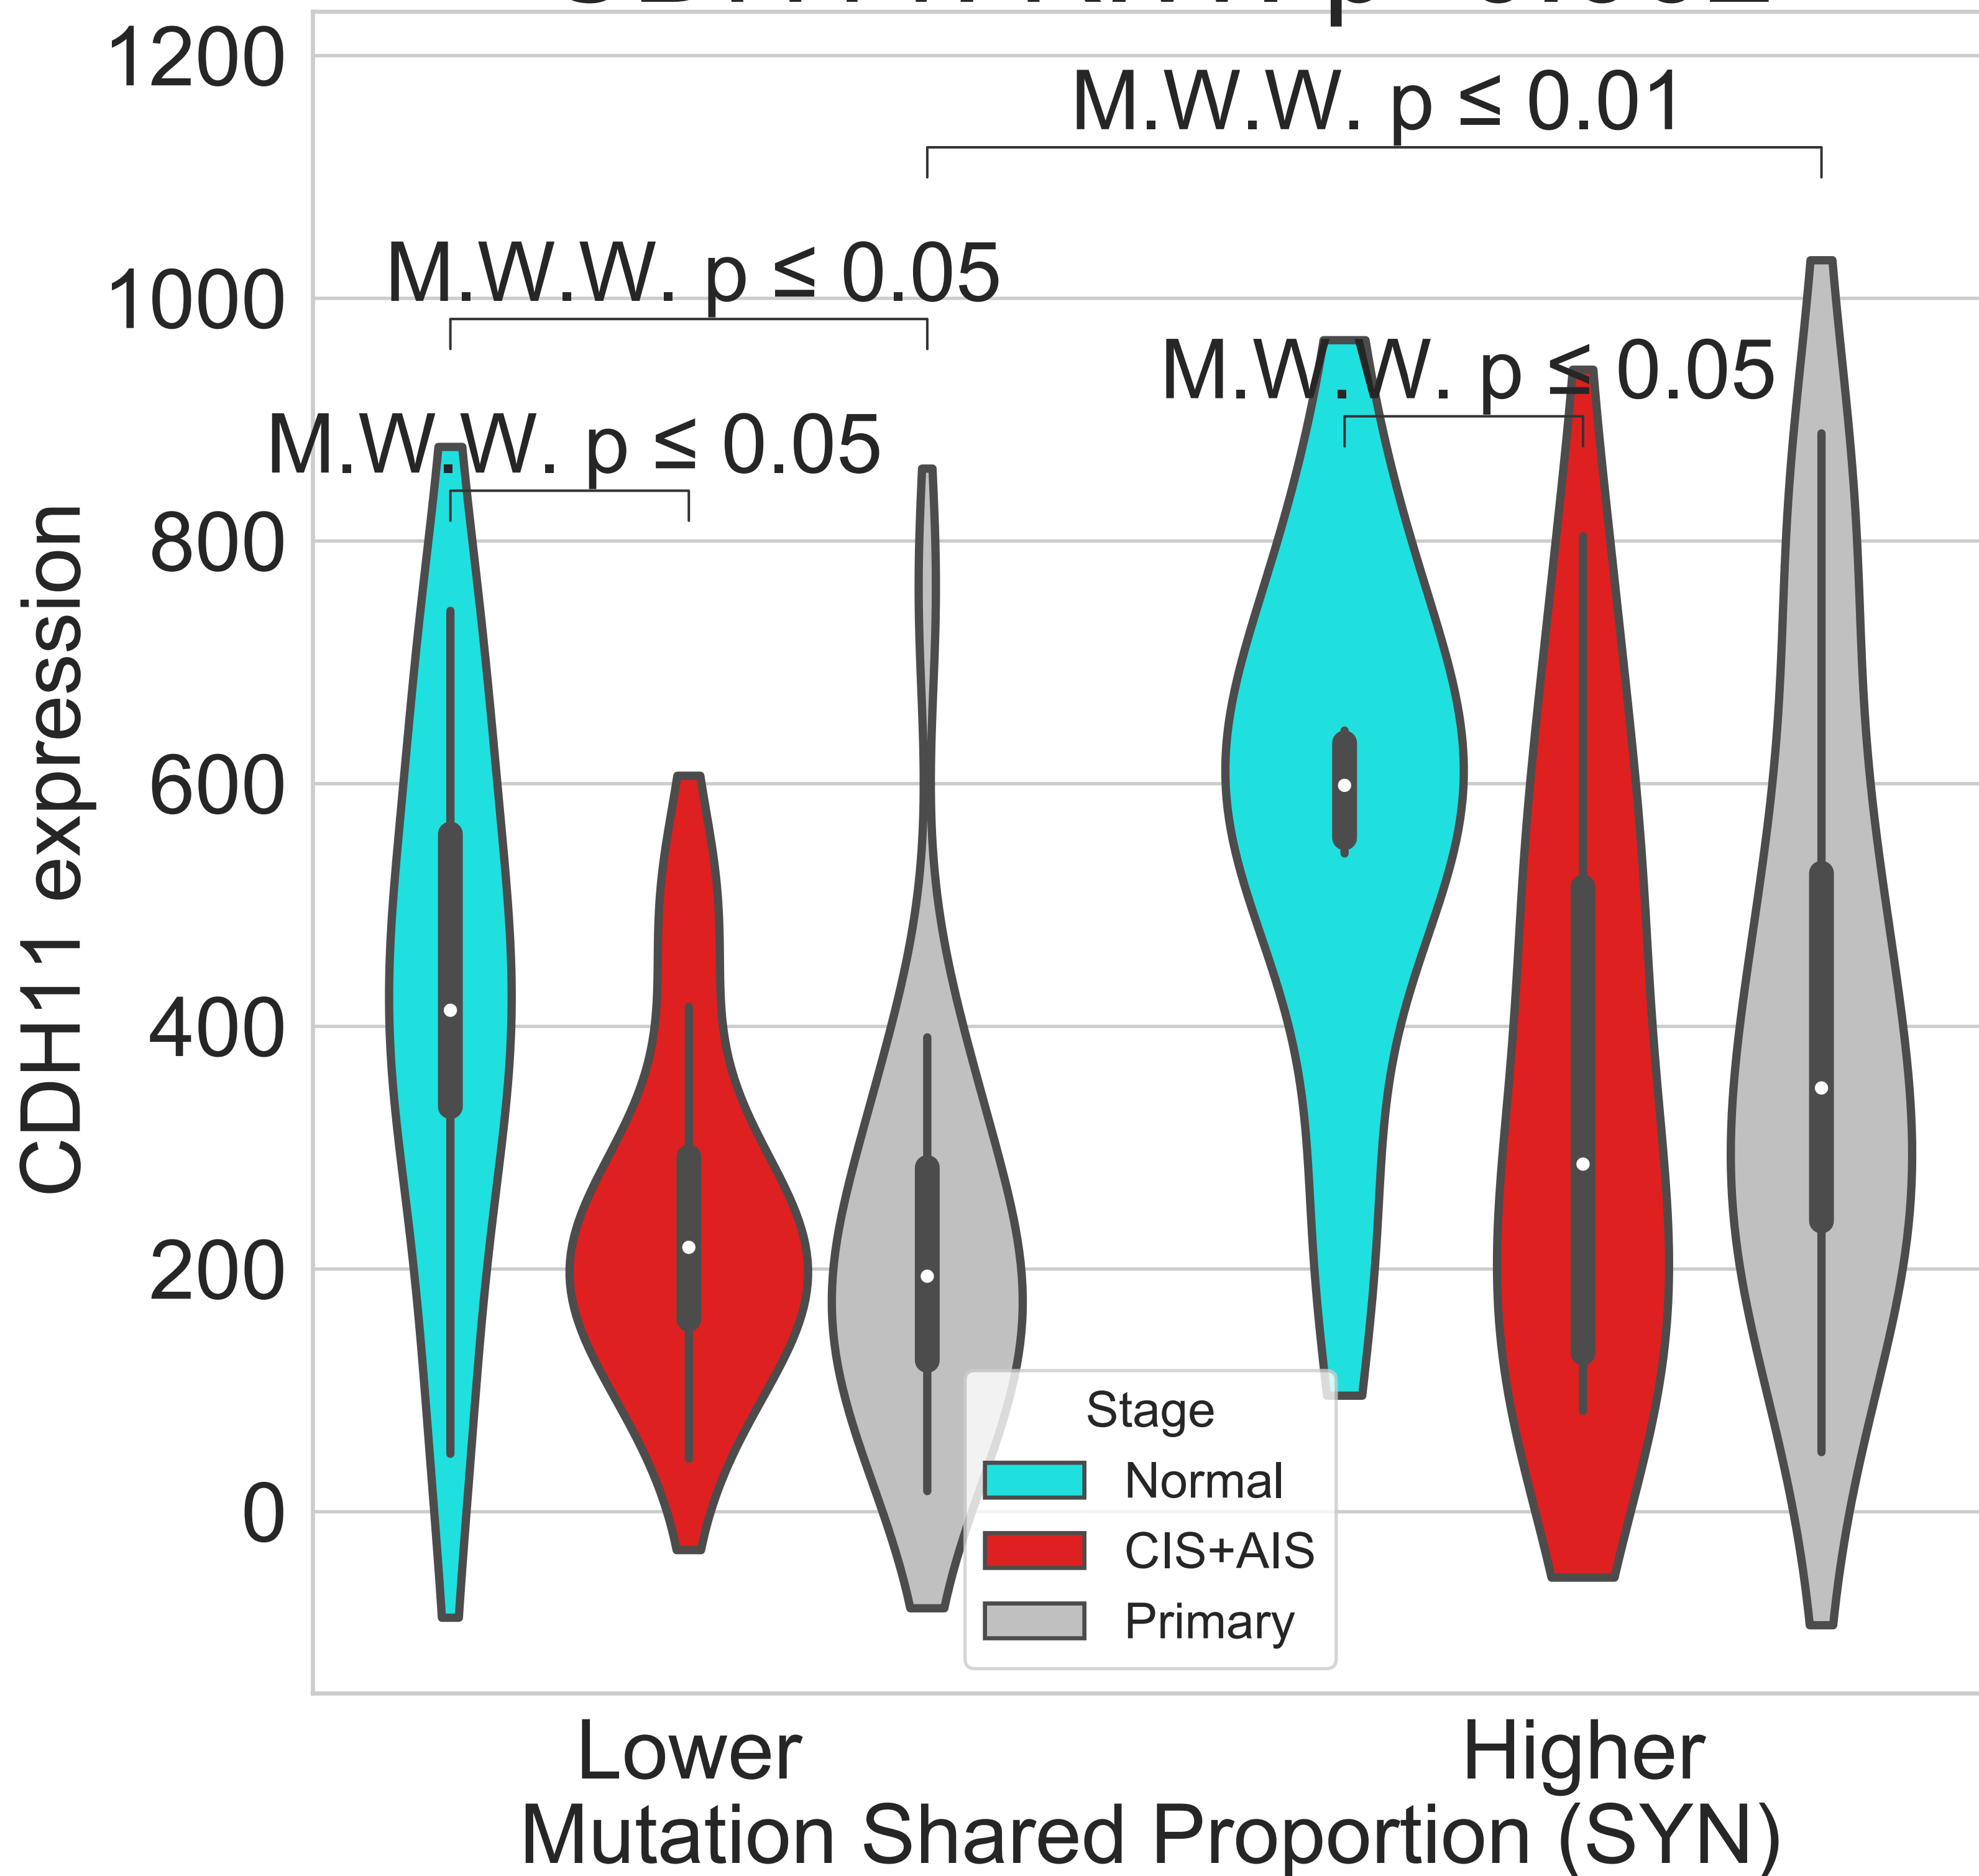 1200
M.W.W. p ≤ 0.01
M.W.W. p ≤ 0.05
1000
M.W.W. p ≤ 0.05
M.W.W. p ≤ 0.05
800
600
400
200
0
CDH11 expression
Stage
Normal
CIS+AIS
Primary
Lower
Higher
Mutation Shared Proportion (SYN)